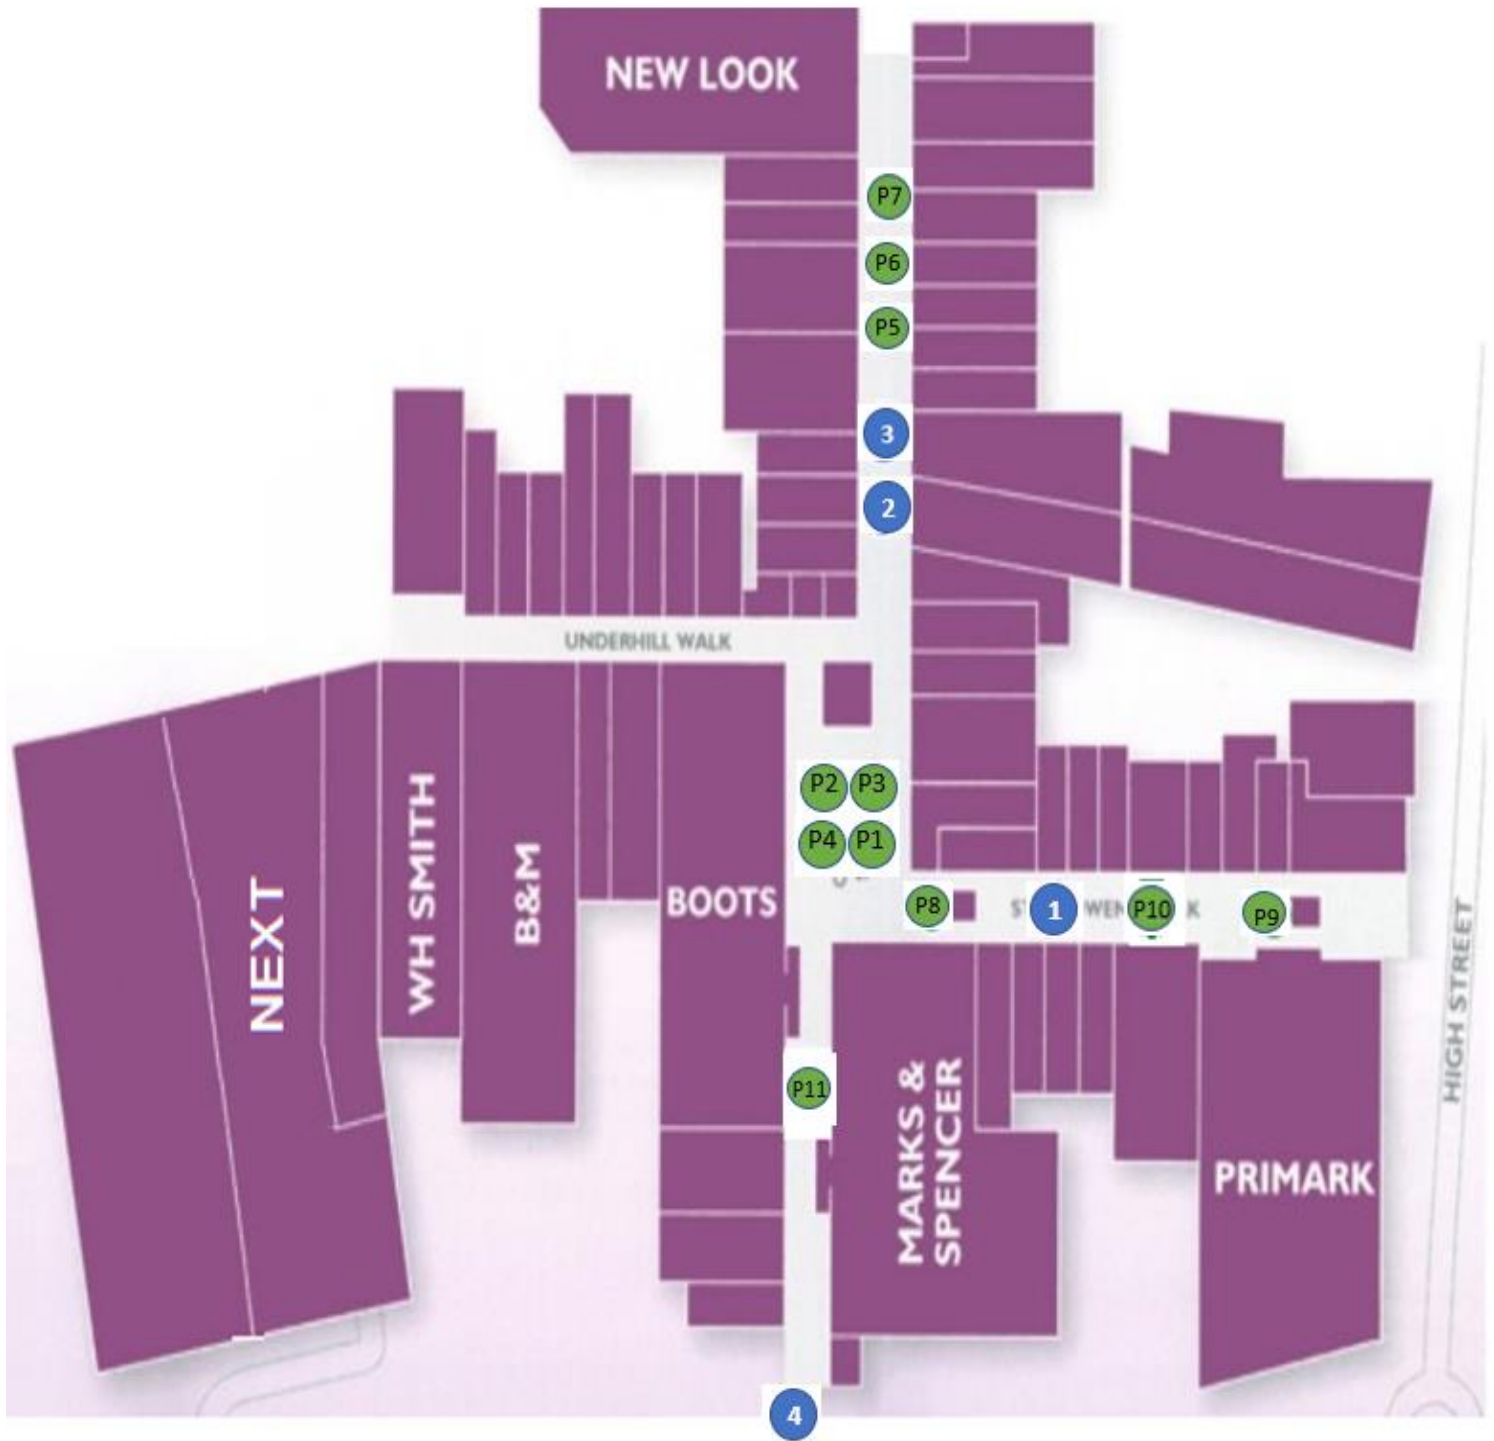 NEW LOOK
P7
P6
P5
3
2
UNDERHILL WALK
P2 P3
P4 P1
NEXT
WH SMITH
B&M
BOOTS
P8
1
P10
P9
P11
MARKS &
SPENCER
PRIMARK
HIGH STREET
4